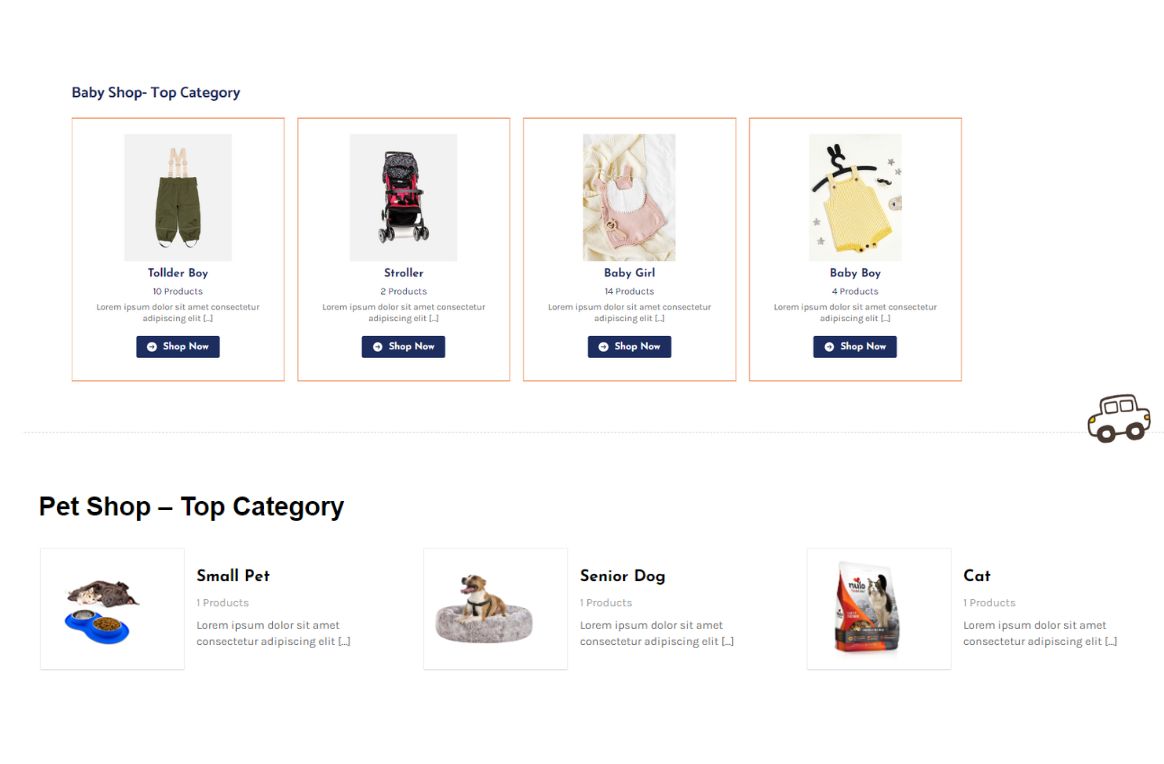 Baby Shop- Top Category
Tollder Boy
10 Products
Lorem ipsum dolor sit amet consectetur
adipiscing elit [...]
Shop Now
Stroller
2 Products
Lorem ipsum dolor sit amet consectetur
adipiscing elit [...]
Shop Now
Baby Girl
14 Products
Lorem ipsum dolor sit amet consectetur
adipiscing elit [...]
Shop Now
Baby Boy
4 Products
Lorem ipsum dolor sit amet consectetur
adipiscing elit [...]
Shop Now
Pet Shop – Top Category
Small Pet
1 Products
Lorem ipsum dolor sit amet
consectetur adipiscing elit [...]
Senior Dog
1 Products
Lorem ipsum dolor sit amet
consectetur adipiscing elit [...]
nulo
Cat
1 Products
Lorem ipsum dolor sit amet
consectetur adipiscing elit [...]